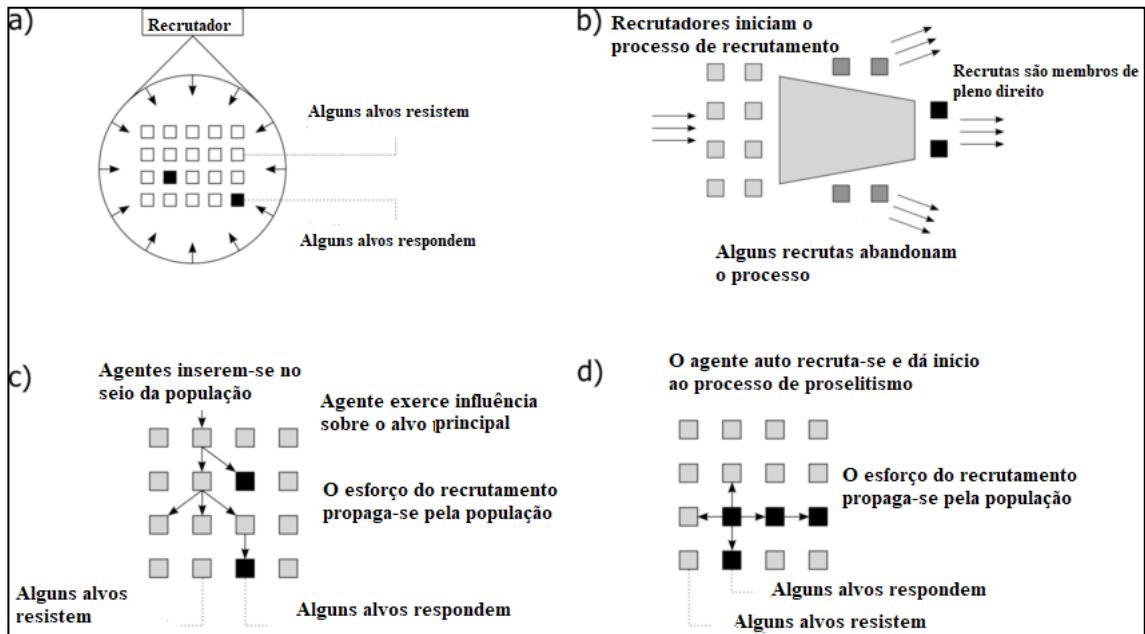 a)
Recrutador
Alguns alvos resistem
Alguns alvos respondem
b)
Recrutadores iniciam o
processo de recrutamento
Recrutas são membros de
pleno direito
Alguns recrutas abandonam
o processo
c)
Agentes inserem-se no
seio da população
Agente exerce influência
sobre o alvo principal
O esforço do recrutamento
propaga-se pela população
Alguns alvos
resistem
Alguns alvos respondem
d)
O agente auto recruta-se e dá inicio
ao processo de proselitismo
O esforço do recrutamento
propaga-se pela população
Alguns alvos respondem
Alguns alvos resistem